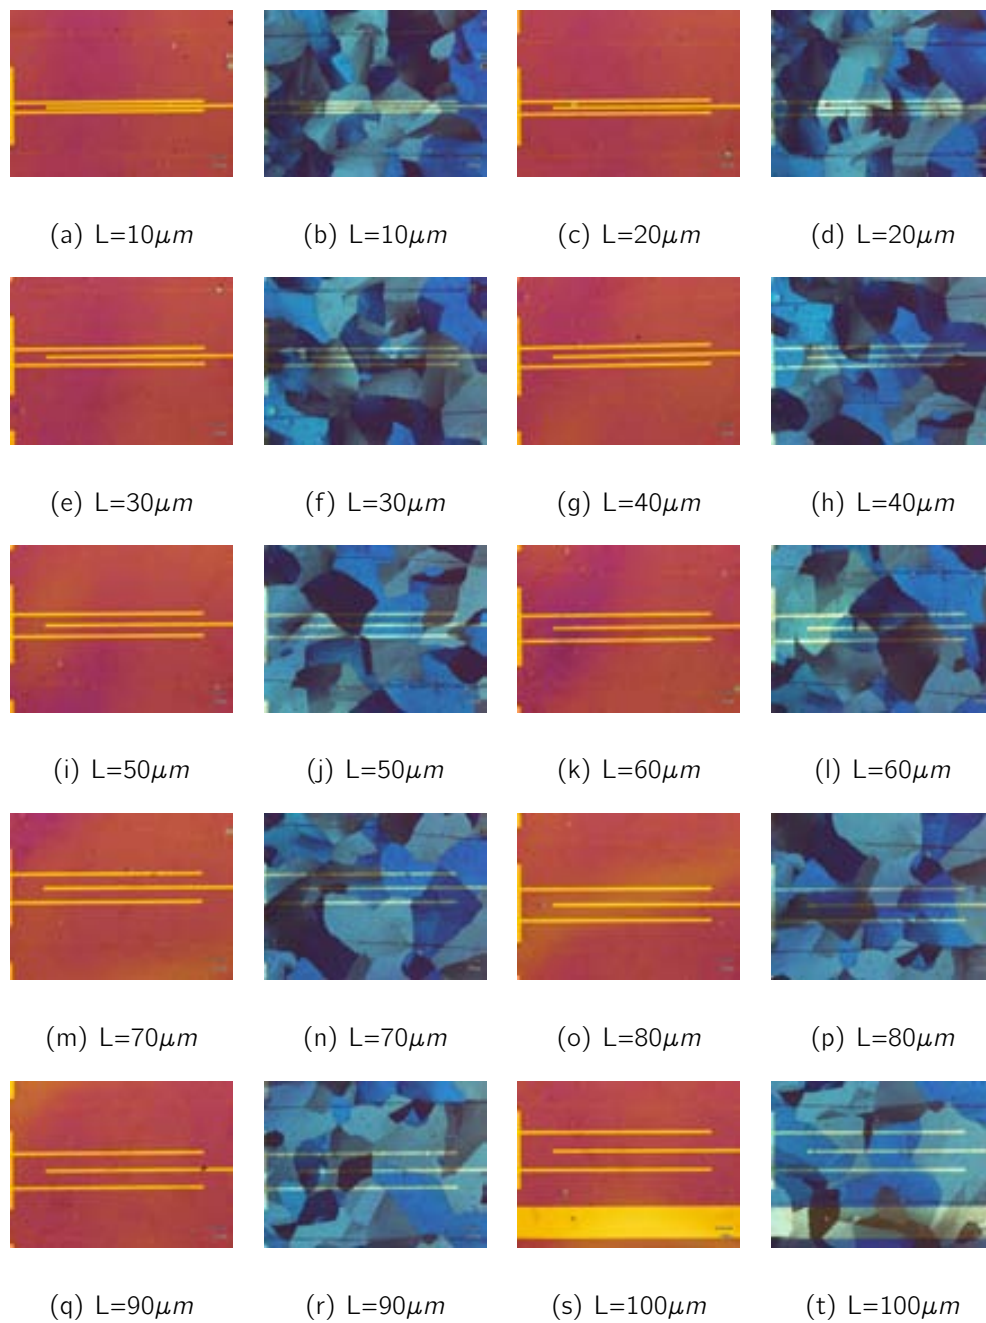 (a) L=10μm (b) L=10μm (c) L=20μm (d) L=20μm
(e) L=30μm (f) L=30μm (g) L=40μm (h) L=40μm
(i) L=50μm (j) L=50μm (k) L=60μm (l) L=60μm
(m) L=70μm (n) L=70μm (o) L=80μm (p) L=80μm
(q) L=90μm (r) L=90μm (s) L=100μm (t) L=100μm